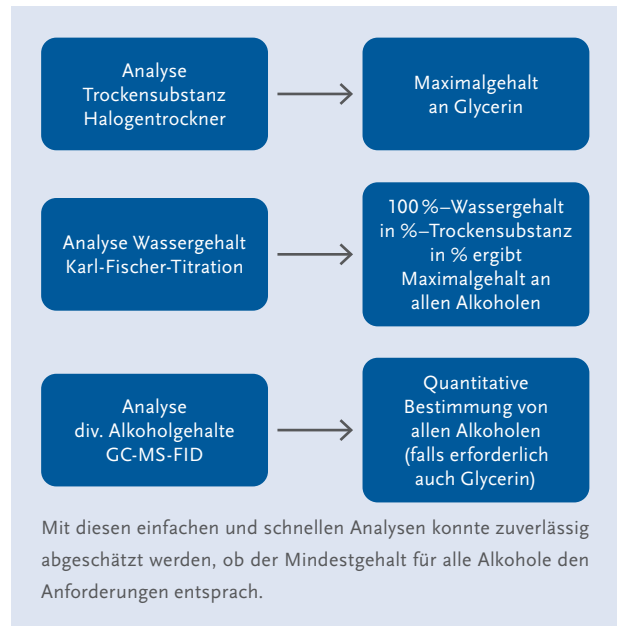 Analyse
Trockensubstanz
Halogentrockner
Maximalgehalt
an Glycerin
Analyse Wassergehalt
Karl-Fischer-Titration
100 %–Wassergehalt
in %–Trockensubstanz
in % ergibt
Maximalgehalt an
allen Alkoholen
Analyse
div. Alkoholgehalte
GC-MS-FID
Quantitative
Bestimmung von
allen Alkoholen
(falls erforderlich
auch Glycerin)
Mit diesen einfachen und schnellen Analysen konnte zuverlässig
abgeschätzt werden, ob der Mindestgehalt für alle Alkohole den
Anforderungen entsprach.